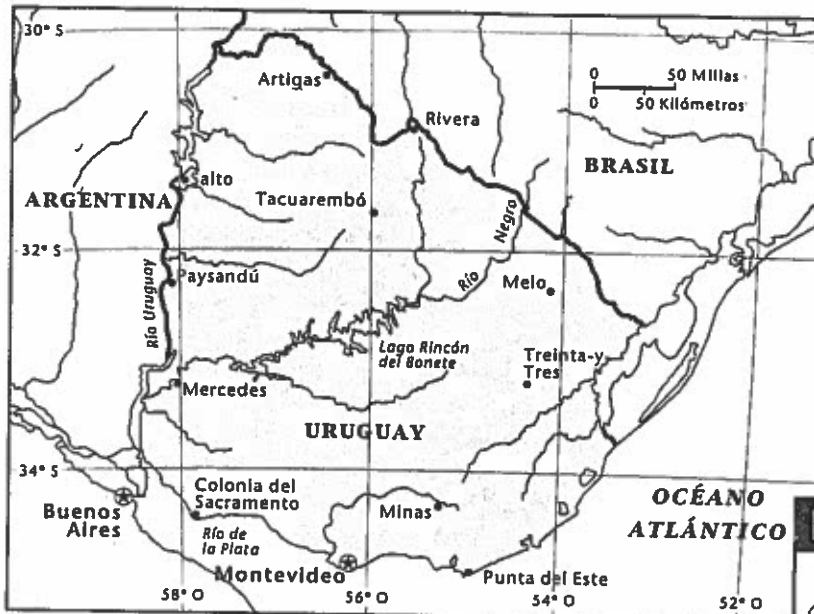 30° S
Artigas
0 50 Millas
0 50 Kilómetros
Rivera
BRASIL
ARGENTINA
alto
Tacuarembó
Negro
Río
32° S
Río Uruguay
Paysandú
Melo
Lago Rincón
del Bonete
Treinta-y
Tres
Mercedes
URUGUAY
34° S
Colonia del
Sacramento
Minas
OCÉANO
ATLÁNTICO
Buenos
Aires
Río de
la Plata
Montevideo
Punta del Este
58° O
56° O
54° O
52° O